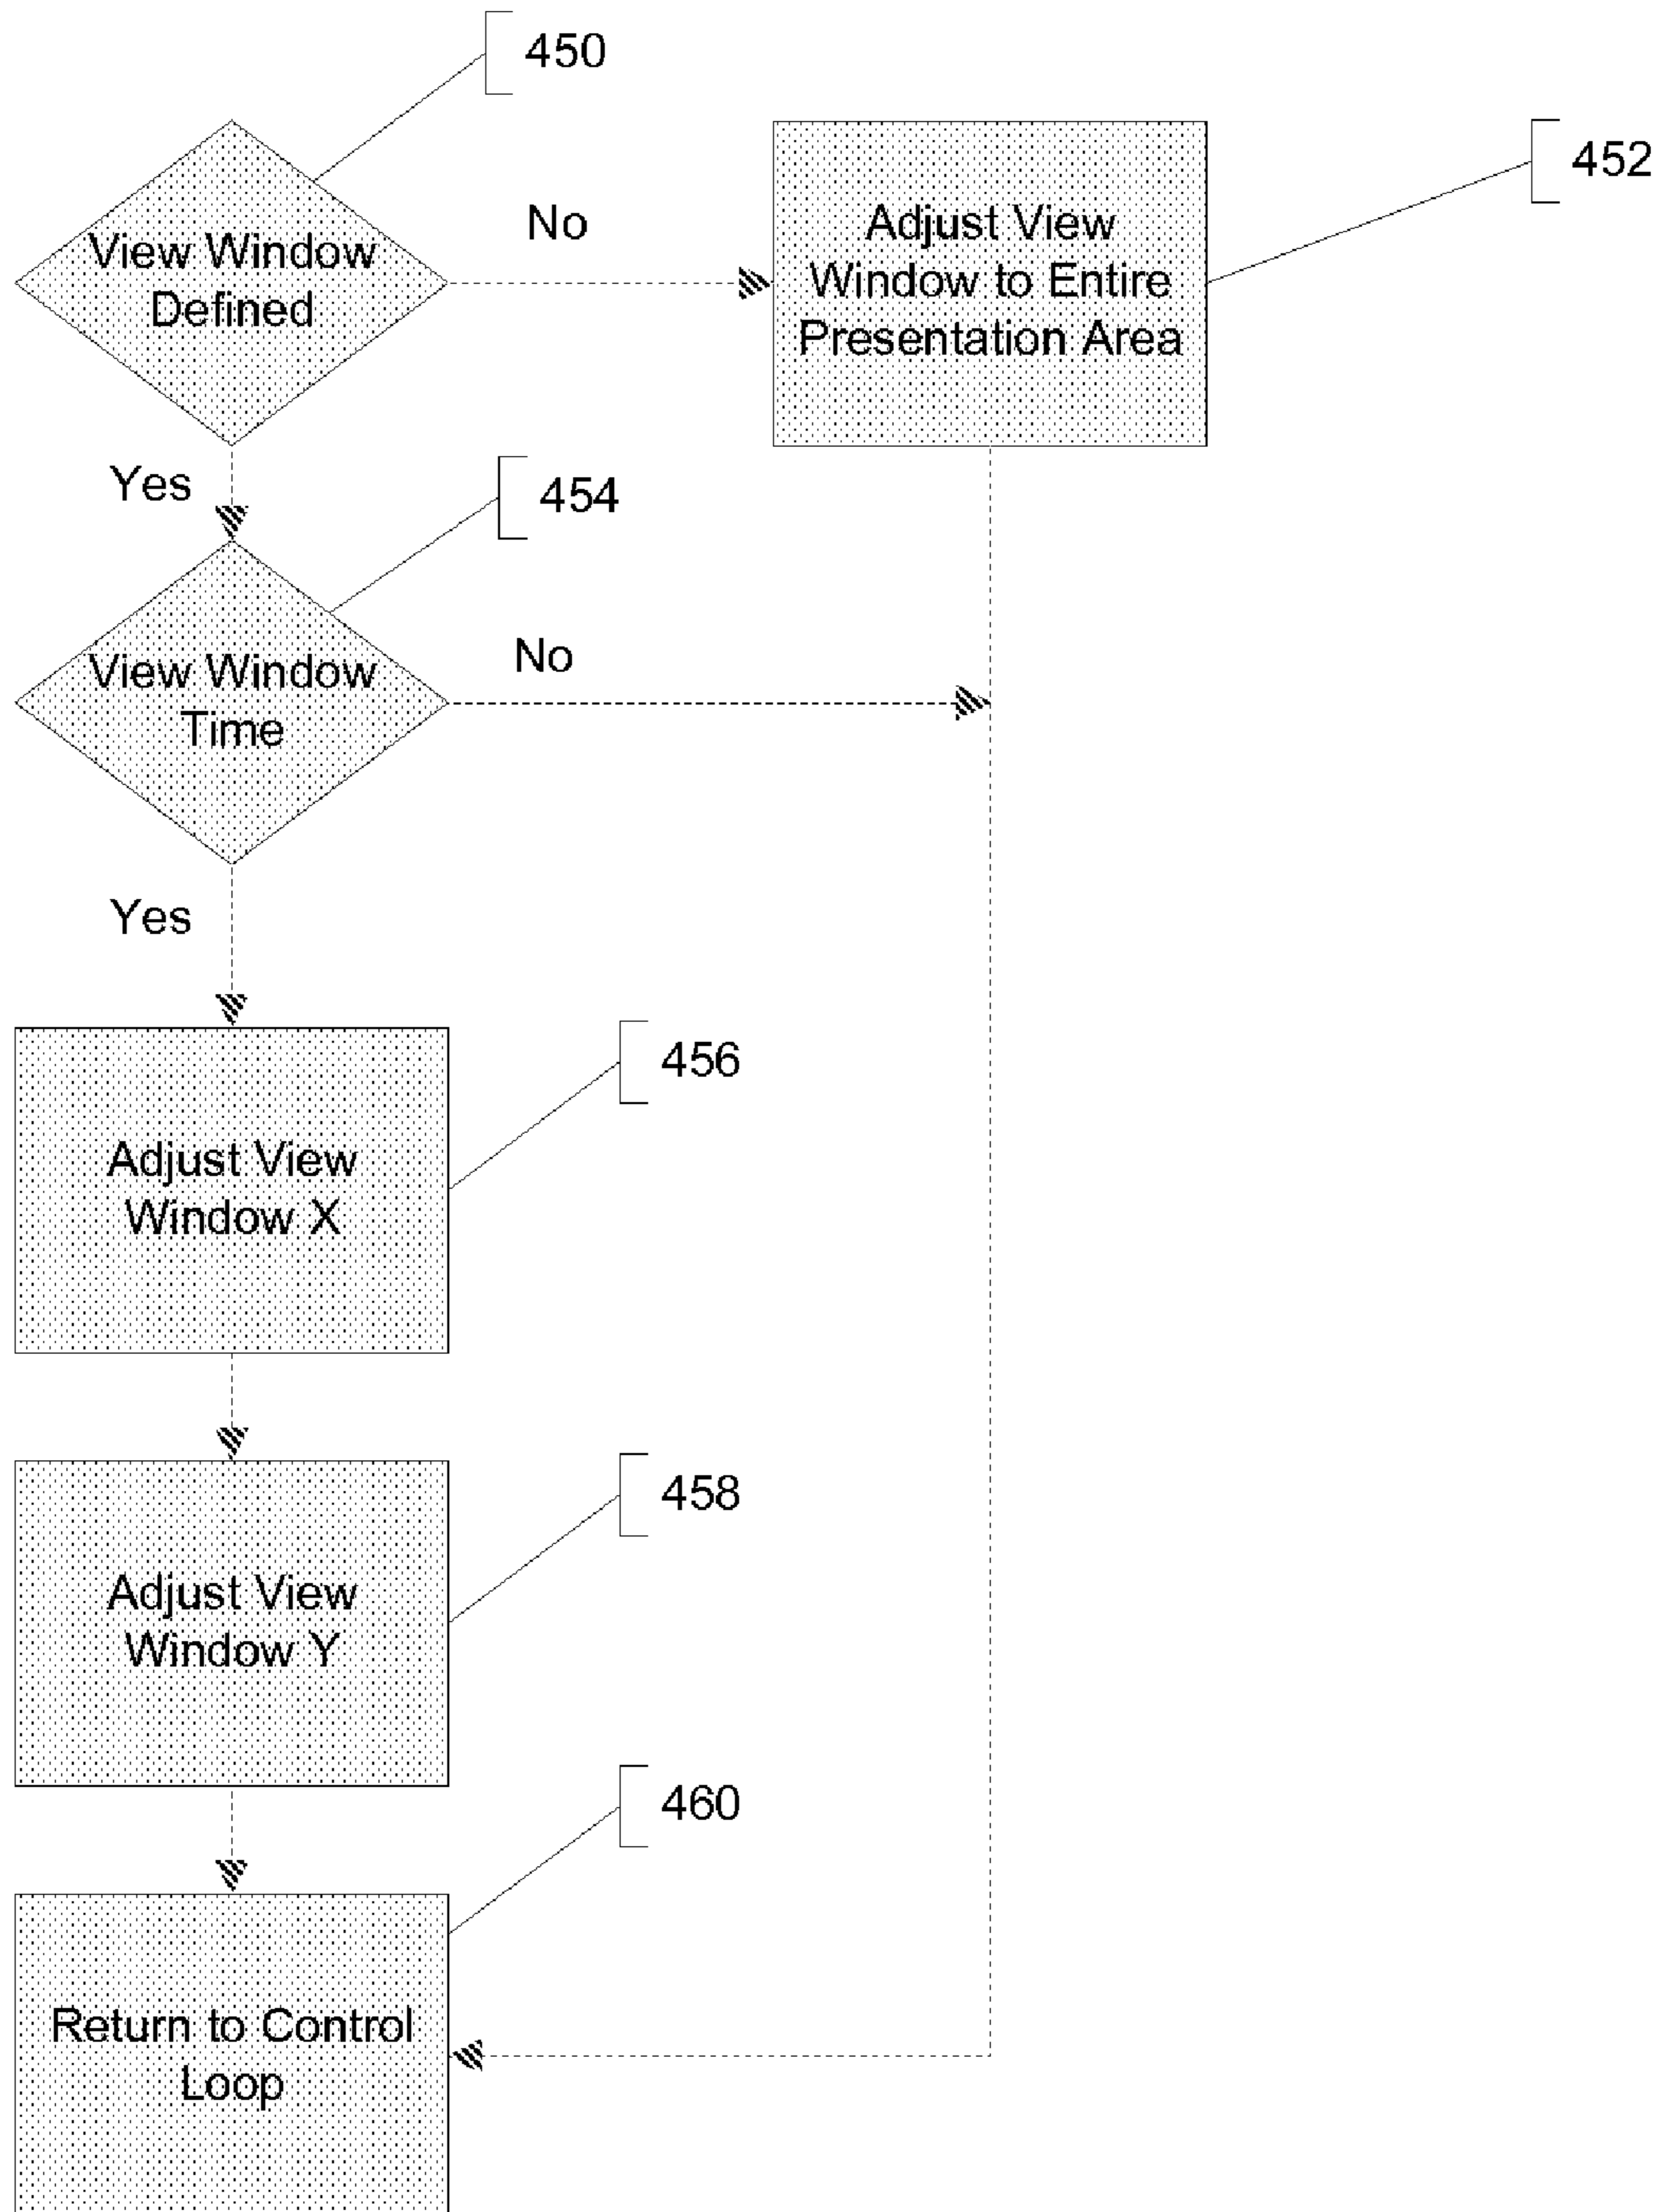 450
452
View Window
Defined
No
Adjust View
Window to Entire
Presentation Area
Yes
454
View Window
Time
No
Yes
456
Adjust View
Window X
458
Adjust View
Window Y
460
Return to Control
Loop